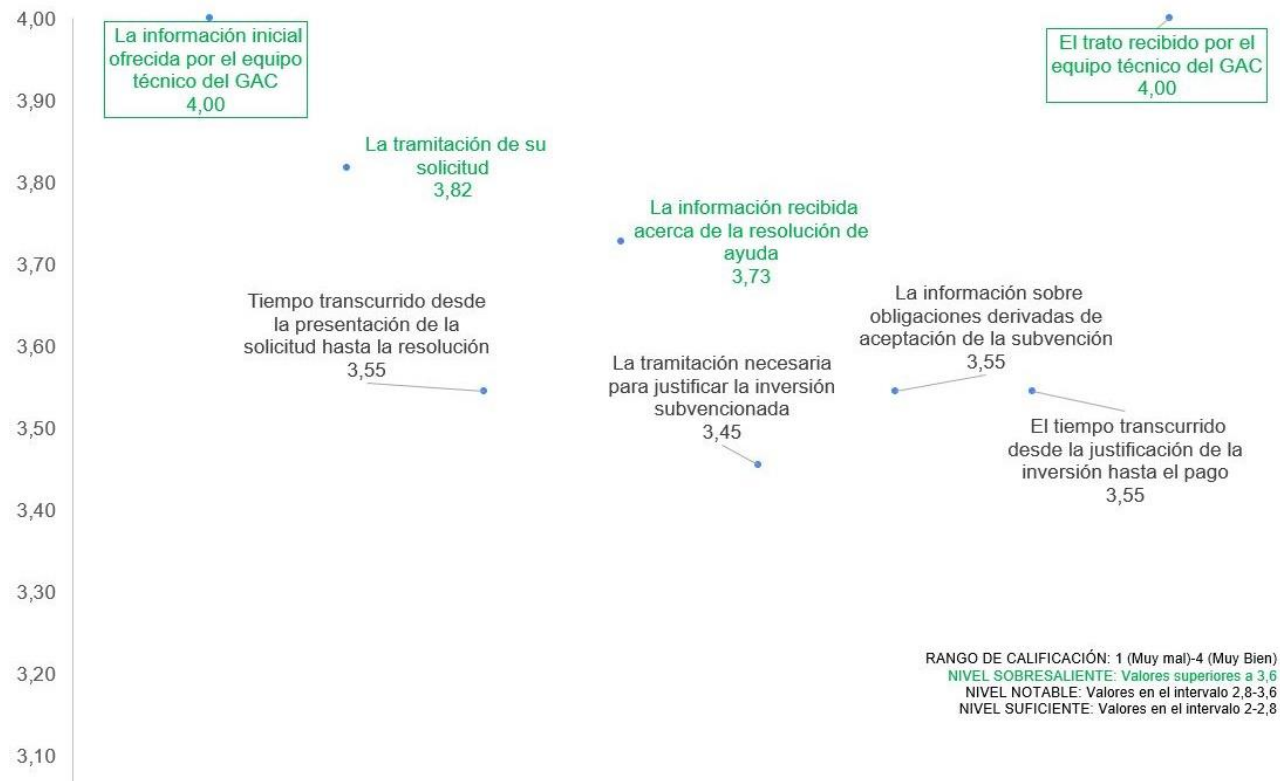 4,00
3,90
3,80
3,70
3,60
3,50
3,40
3,30
3,20
3,10
La información inicial
ofrecida por el equipo
técnico del GAC
4,00
El trato recibido por el
equipo técnico del GAC
4,00
La tramitación de su
solicitud
3,82
La información recibida
acerca de la resolución de
ayuda
3,73
Tiempo transcurrido desde
la presentación de la
solicitud hasta la resolución
3,55
La tramitación necesaria
para justificar la inversión
subvencionada
3,45
La información sobre
obligaciones derivadas de
aceptación de la subvención
3,55
El tiempo transcurrido
desde la justificación de la
inversión hasta el pago
3,55
RANGO DE CALIFICACIÓN: 1 (Muy mal)-4 (Muy Bien)
NIVEL SOBRESALIENTE: Valores superiores a 3,6
NIVEL NOTABLE: Valores en el intervalo 2,8-3,6
NIVEL SUFICIENTE: Valores en el intervalo 2-2,8